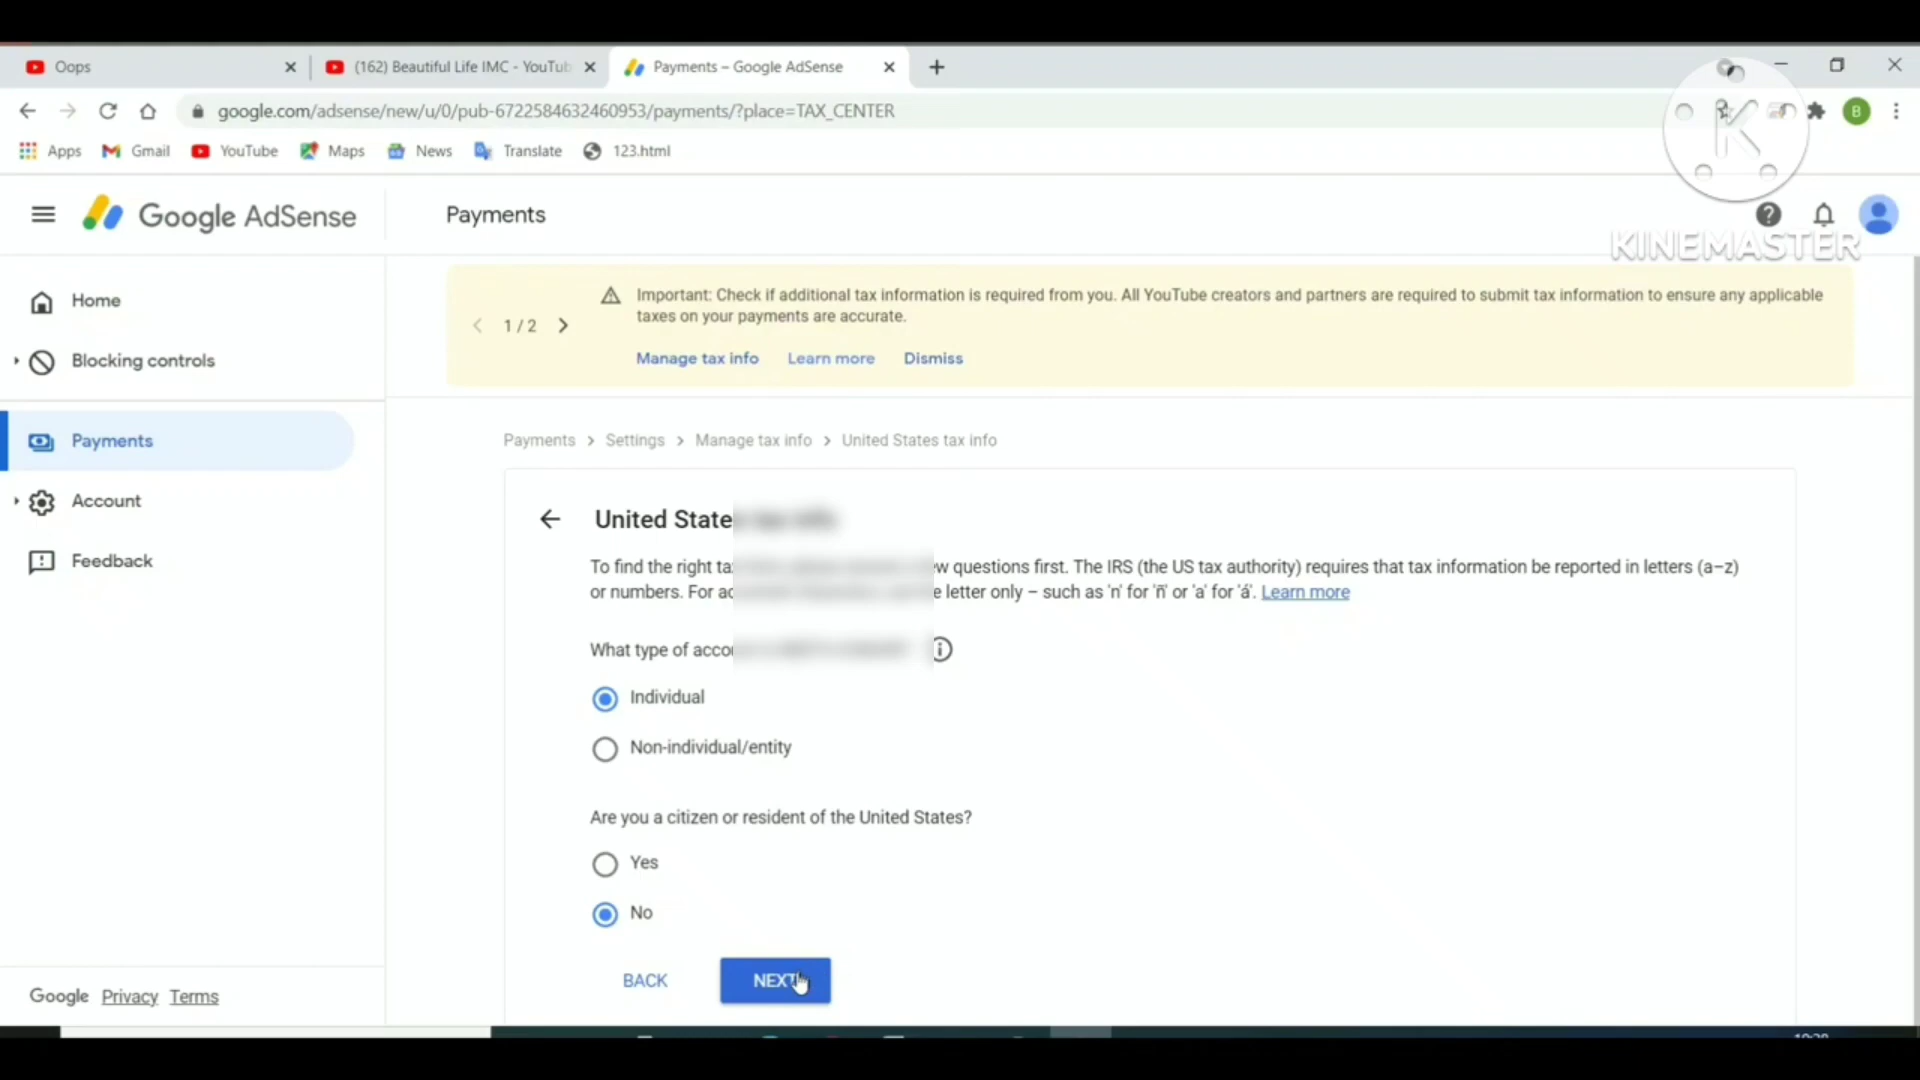 Oops
(162) Beautiful Life IMC - YouTub
Payments – Google AdSense
google.com/adsense/new/u/0/pub-6722584632460953/payments/?place=TAX_CENTER
B
Apps
Gmail
YouTube
Maps
News
Translate
123.html
K
KINEMASTER
Google AdSense
Payments
Home
Blocking controls
Payments
Account
Feedback
1 / 2
Important: Check if additional tax information is required from you. All YouTube creators and partners are required to submit tax information to ensure any applicable
taxes on your payments are accurate.
Manage tax info Learn more Dismiss
Payments > Settings > Manage tax info > United States tax info
United State
To find the right ta w questions first. The IRS (the US tax authority) requires that tax information be reported in letters (a–z)
or numbers. For ac e letter only – such as 'n' for 'ñ' or 'a' for 'á'. Learn more
What type of accou
Individual
Non-individual/entity
Are you a citizen or resident of the United States?
Yes
No
BACK
NEXT
Google Privacy Terms